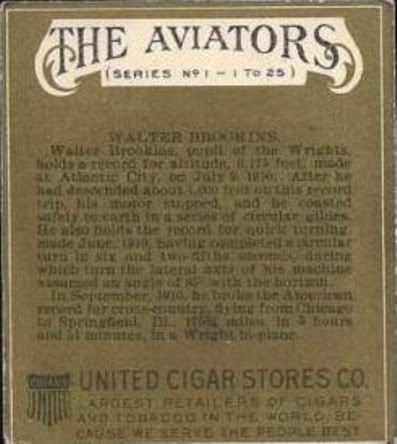 THE AVIATORS
(SERIES Nº 1 – 1 TO 25)
WALTER BROOKINS.
Walter Brookins, pupil of the Wrights,
holds a record for altitude, 6,175 feet, made
at Atlantic City, on July 9, 1910. After he
had descended about 1,000 feet on this record
trip, his motor stopped, and he coasted
safely to earth in a series of circular glides.
He also holds the record for quick turning
made June, 1910, having completed a circular
turn in six and two-fifths seconds, during
which turn the lateral axis of his machine
assumed an angle of 85° with the horizon.
In September, 1910, he broke the American
record for cross-country, flying from Chicago
to Springfield, Ill., miles, in 5 hours
and 51 minutes, in a Wright bi-plane.
UNITED CIGAR STORES CO.
LARGEST RETAILERS OF CIGARS
AND TOBACCO IN THE WORLD, BE-
CAUSE WE SERVE THE PEOPLE BEST